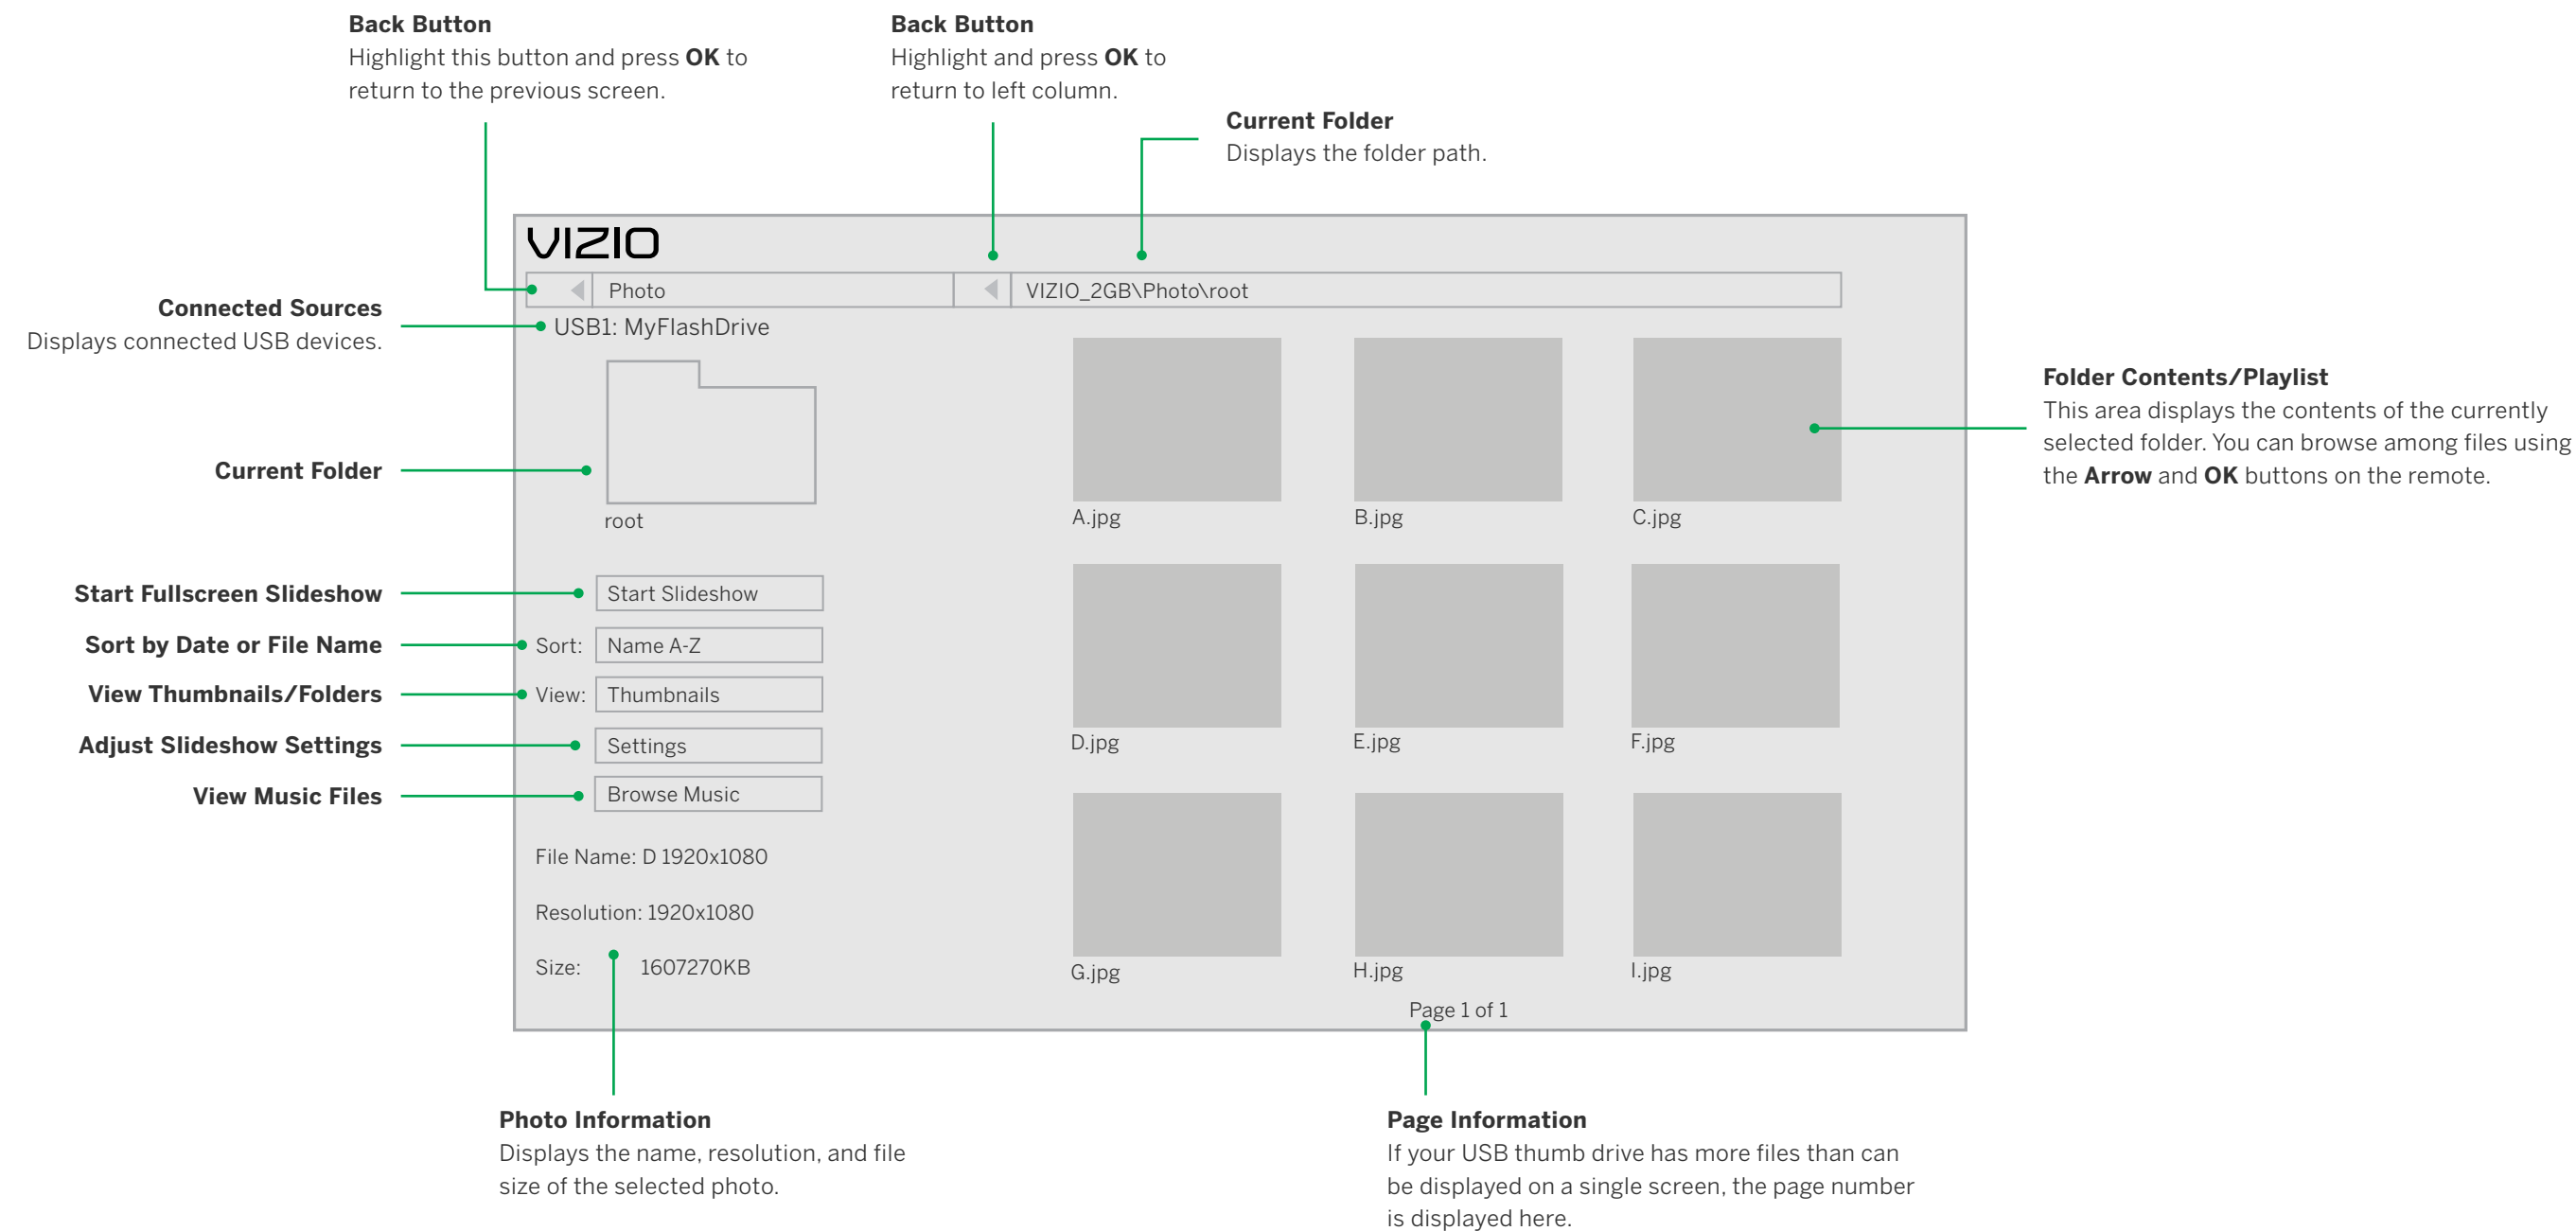 Back Button
Highlight this button and press OK to
return to the previous screen.
Back Button
Highlight and press OK to
return to left column.
Current Folder
Displays the folder path.
VIZIO
Photo
VIZIO_2GB\Photo\root
Connected Sources
Displays connected USB devices.
USB1: MyFlashDrive
Current Folder
root
Start Fullscreen Slideshow
Start Slideshow
Sort by Date or File Name
Sort: Name A-Z
View Thumbnails/Folders
View: Thumbnails
Adjust Slideshow Settings
Settings
View Music Files
Browse Music
File Name: D 1920x1080
Resolution: 1920x1080
Size: 1607270KB
A.jpg
B.jpg
C.jpg
D.jpg
E.jpg
F.jpg
G.jpg
H.jpg
I.jpg
Page 1 of 1
Folder Contents/Playlist
This area displays the contents of the currently
selected folder. You can browse among files using
the Arrow and OK buttons on the remote.
Photo Information
Displays the name, resolution, and file
size of the selected photo.
Page Information
If your USB thumb drive has more files than can
be displayed on a single screen, the page number
is displayed here.